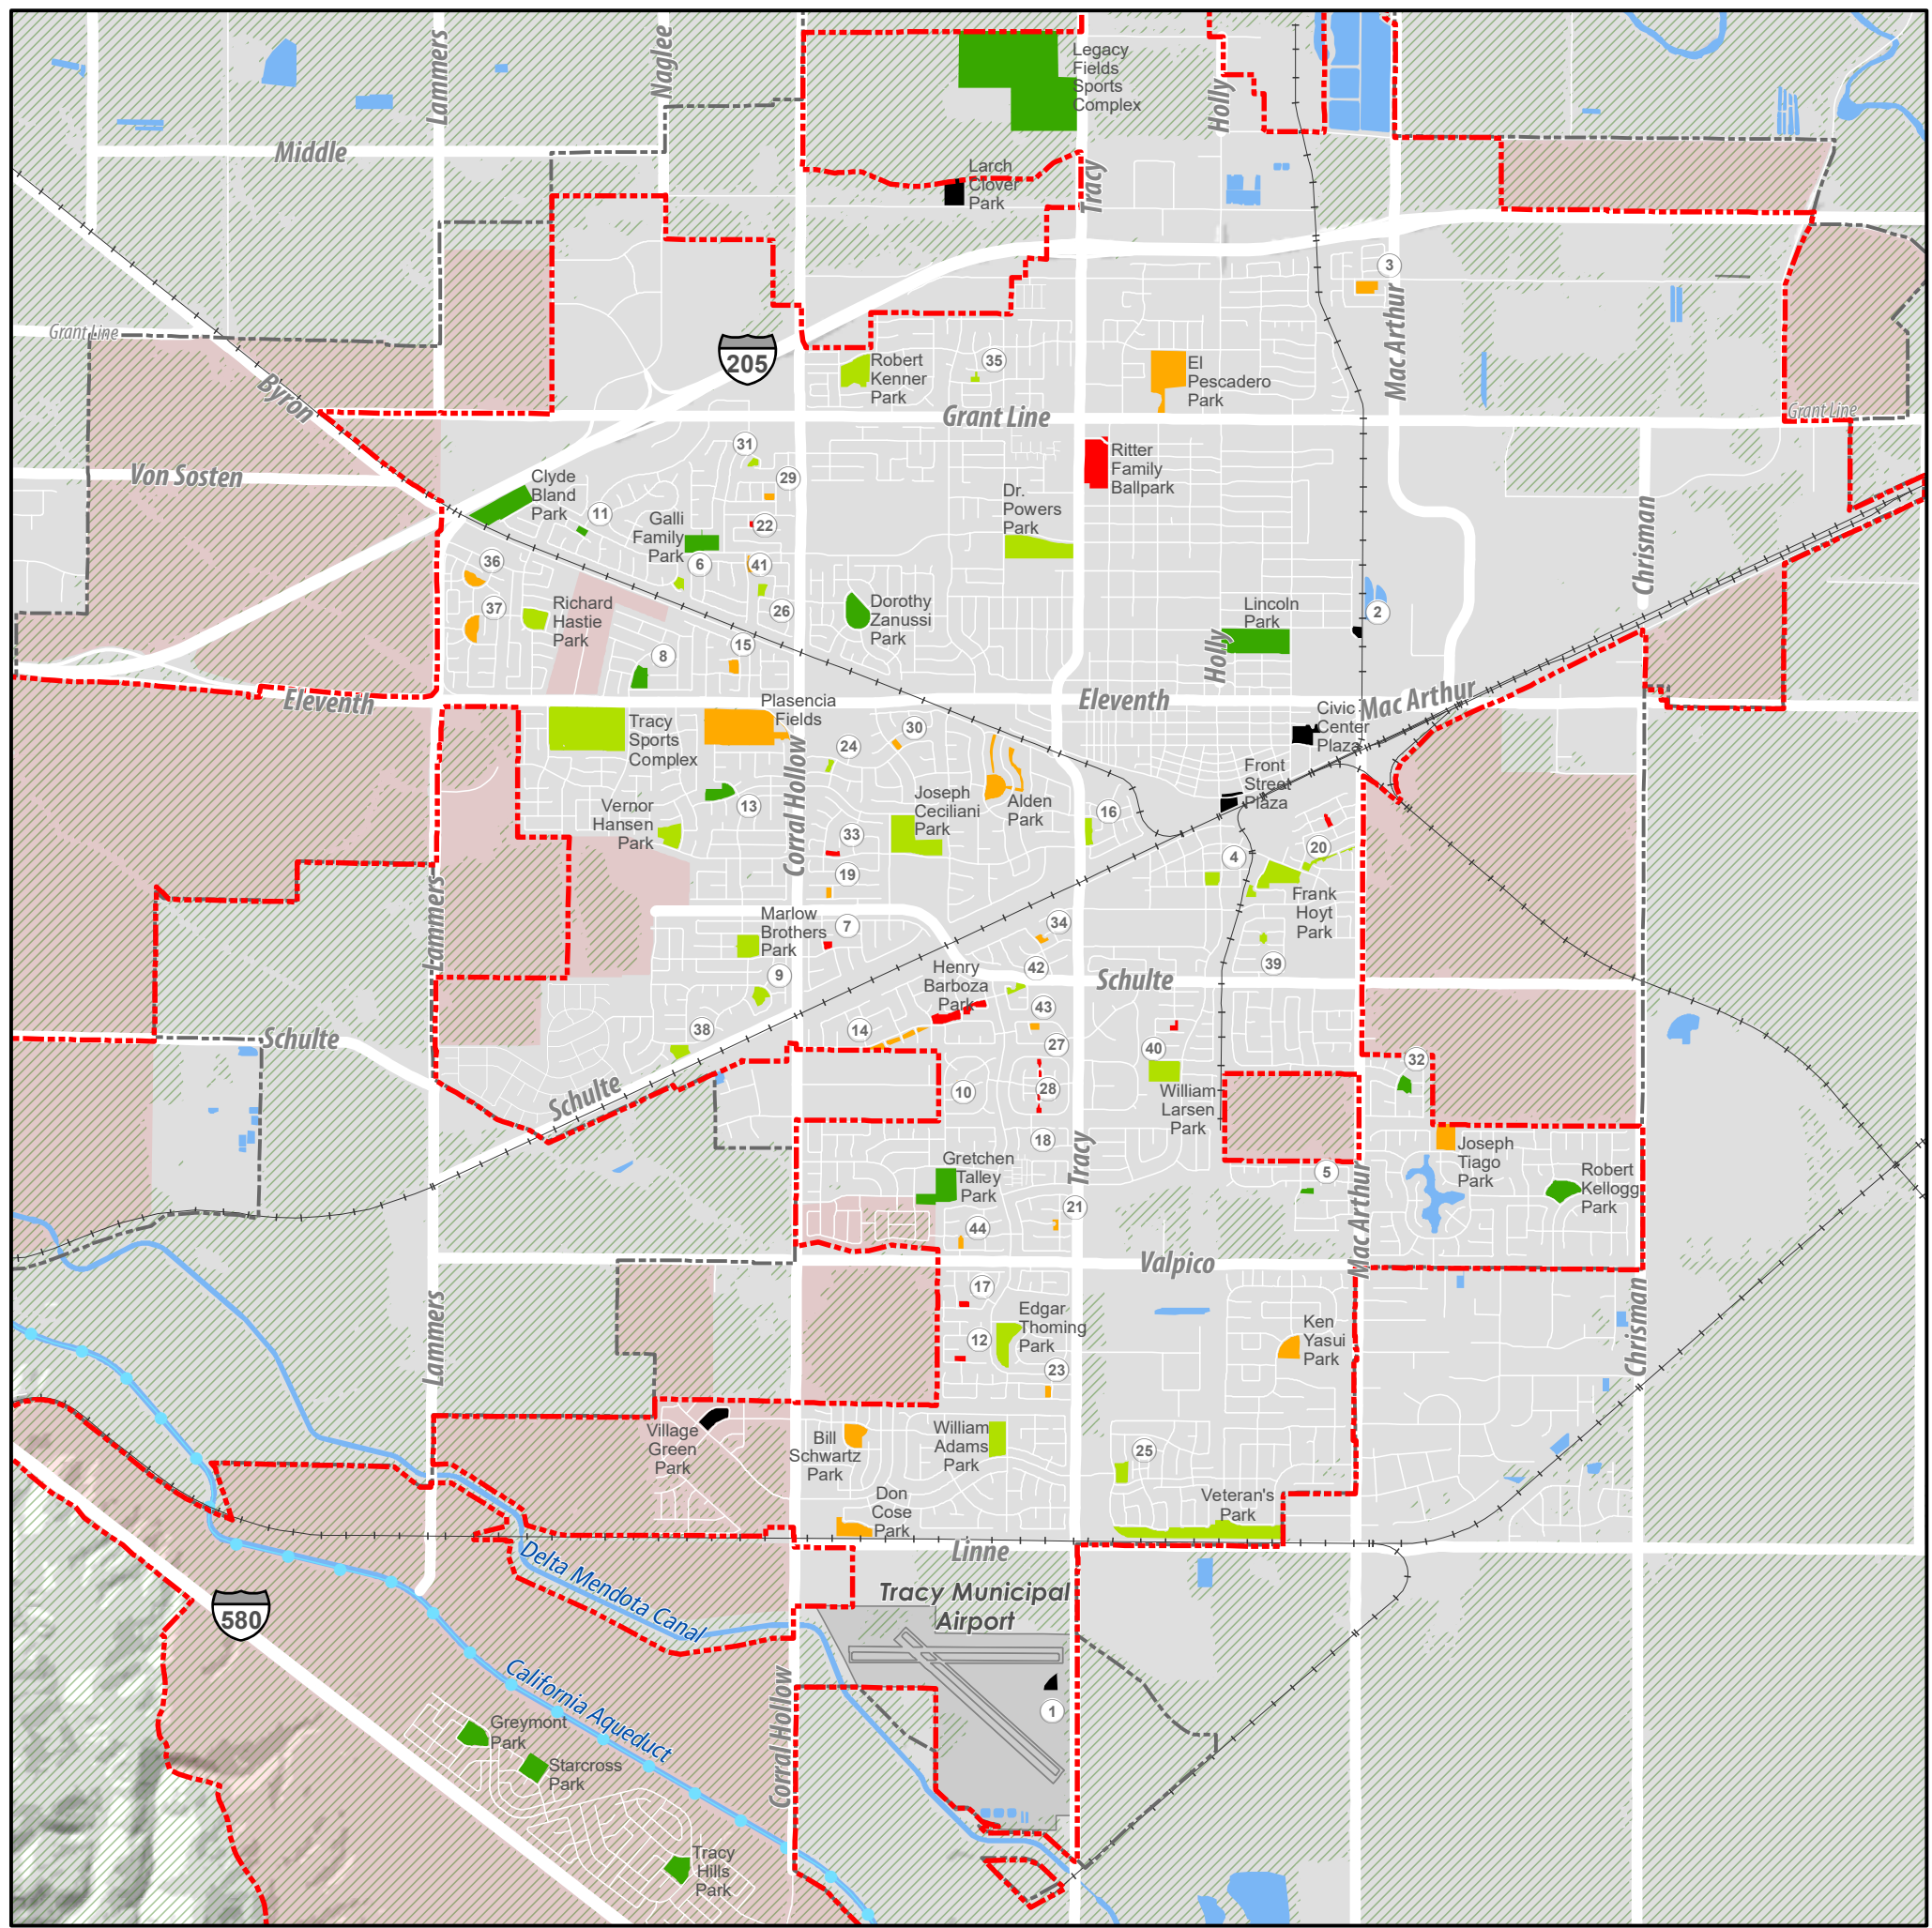 Lammers
Naglee
Legacy
Fields
Sports
Complex
Holly
Middle
Larch
Clover
Park
Tracy
3
Mac Arthur
Grant Line
205
Robert
Kenner
Park
35
El
Pescadero
Park
Byron
Grant Line
Grant Line
31
Von Sosten
Clyde
Bland
Park
29
Ritter
Family
Ballpark
11
Galli
Family
Park
22
Dr.
Powers
Park
Chrisman
36
6
41
37
Richard
Hastie
Park
26
Dorothy
Zanussi
Park
Lincoln
Park
2
Holly
8
15
Eleventh
Plasencia
Fields
Eleventh
Mac Arthur
Civic
Center
Plaza
Tracy
Sports
Complex
Corral Hollow
30
24
Joseph
Ceciliani
Park
Alden
Park
Front
Street
Plaza
13
Vernor
Hansen
Park
16
33
20
4
19
Frank
Hoyt
Park
Lammers
Marlow
Brothers
Park
7
34
39
9
Henry
Barboza
Park
42
Schulte
43
Schulte
38
14
27
40
32
Schulte
10
28
William
Larsen
Park
18
Tracy
Joseph
Tiago
Park
Gretchen
Talley
Park
5
Robert
Kellogg
Park
21
44
Mac Arthur
Valpico
17
Lammers
Edgar
Thoming
Park
12
Ken
Yasui
Park
Chrisman
23
Village
Green
Park
Bill
Schwartz
Park
William
Adams
Park
25
Don
Cose
Park
Veteran's
Park
Linne
Delta Mendota Canal
Tracy Municipal
Airport
580
California Aqueduct
Corral Hollow
1
Greymont
Park
Starcross
Park
Tracy
Hills
Park